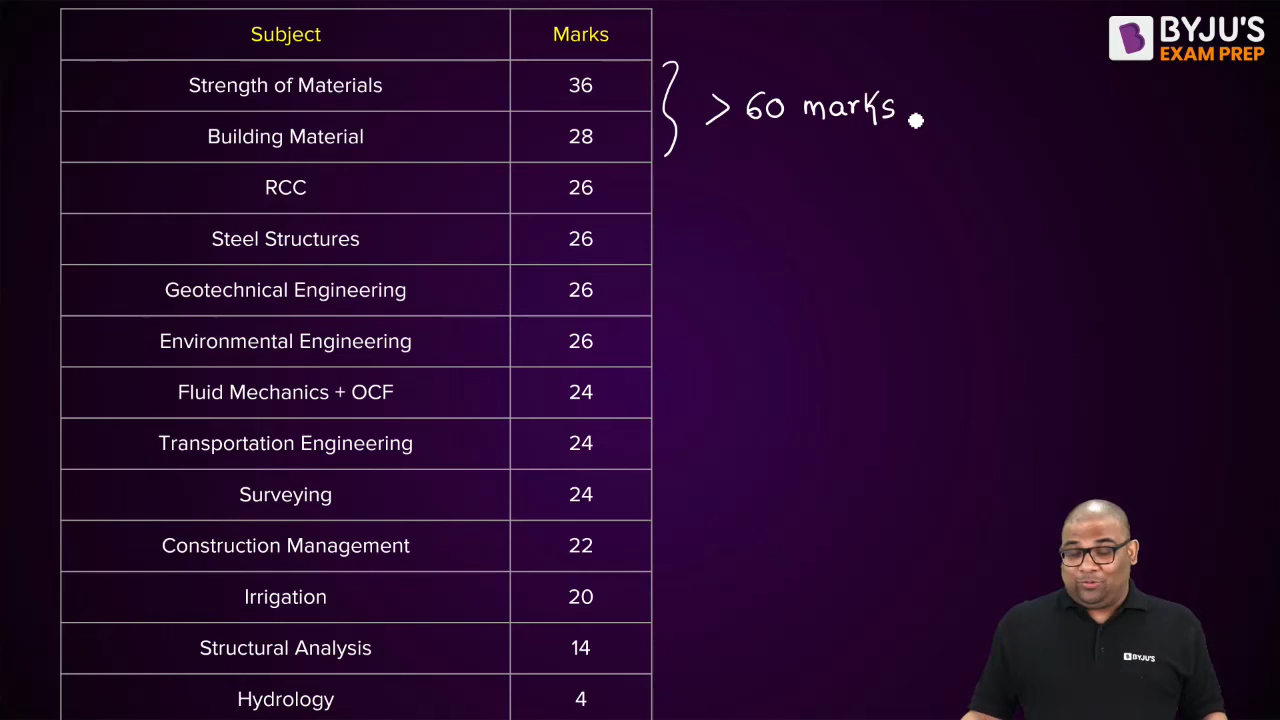 Subject Marks
Strength of Materials 36
Building Material 28
RCC 26
Steel Structures 26
Geotechnical Engineering 26
Environmental Engineering 26
Fluid Mechanics + OCF 24
Transportation Engineering 24
Surveying 24
Construction Management 22
Irrigation 20
Structural Analysis 14
Hydrology 4
> 60 marks
BYJU'S
EXAM PREP
BYJU'S